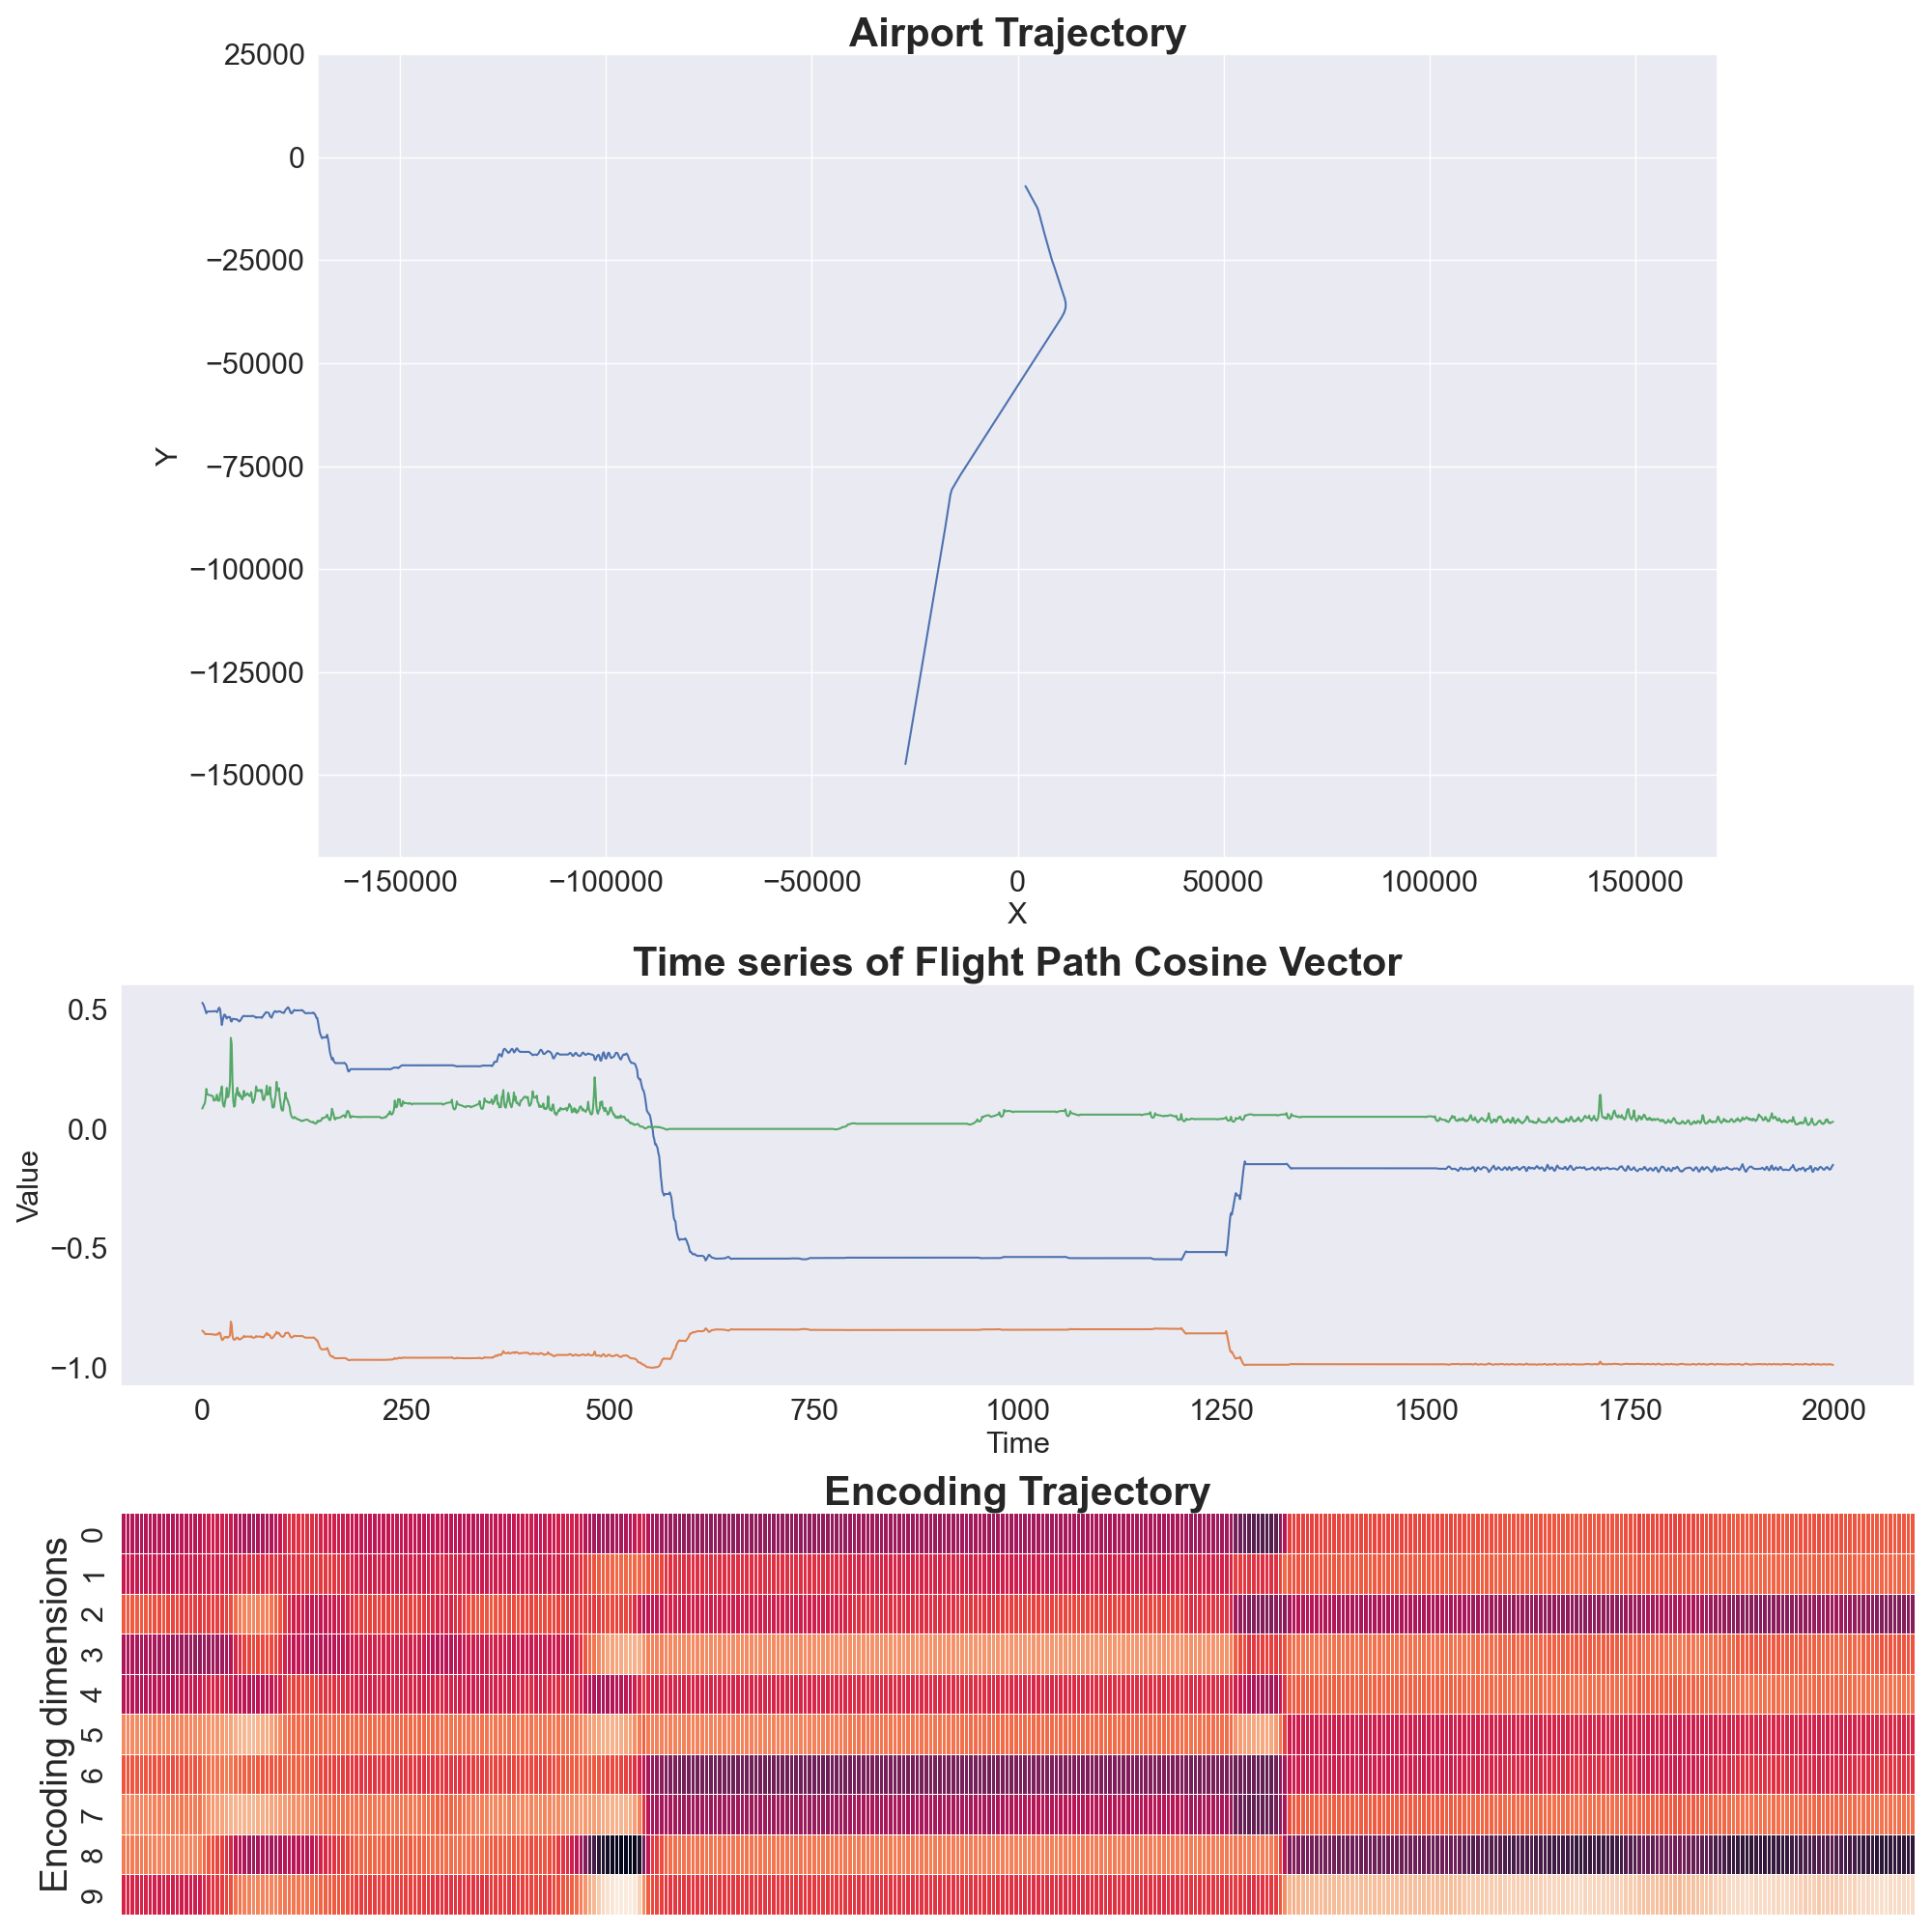 Airport Trajectory
25000
0
−25000
−50000
−75000
−100000
−125000
−150000
Y
−150000 −100000 −50000 0 50000 100000 150000
X
Time series of Flight Path Cosine Vector
0.5
0.0
−0.5
−1.0
Value
0 250 500 750 1000 1250 1500 1750 2000
Time
Encoding Trajectory
Encoding dimensions
0
1
2
3
4
5
6
7
8
9